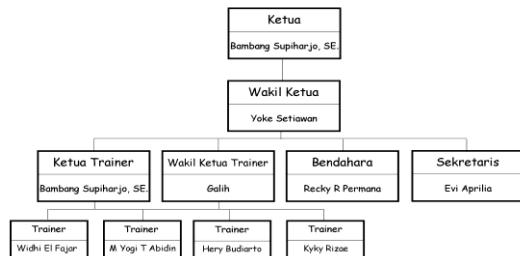 Ketua
Bambang Supiharjo, SE.
Wakil Ketua
Yoke Setiawan
Ketua Trainer
Bambang Supiharjo, SE.
Wakil Ketua Trainer
Galih
Bendahara
Recky R Permana
Sekretaris
Evi Aprilia
Trainer
Widhi El Fajar
Trainer
M Yogi T Abidin
Trainer
Hery Budiarto
Trainer
Kyky Rizae